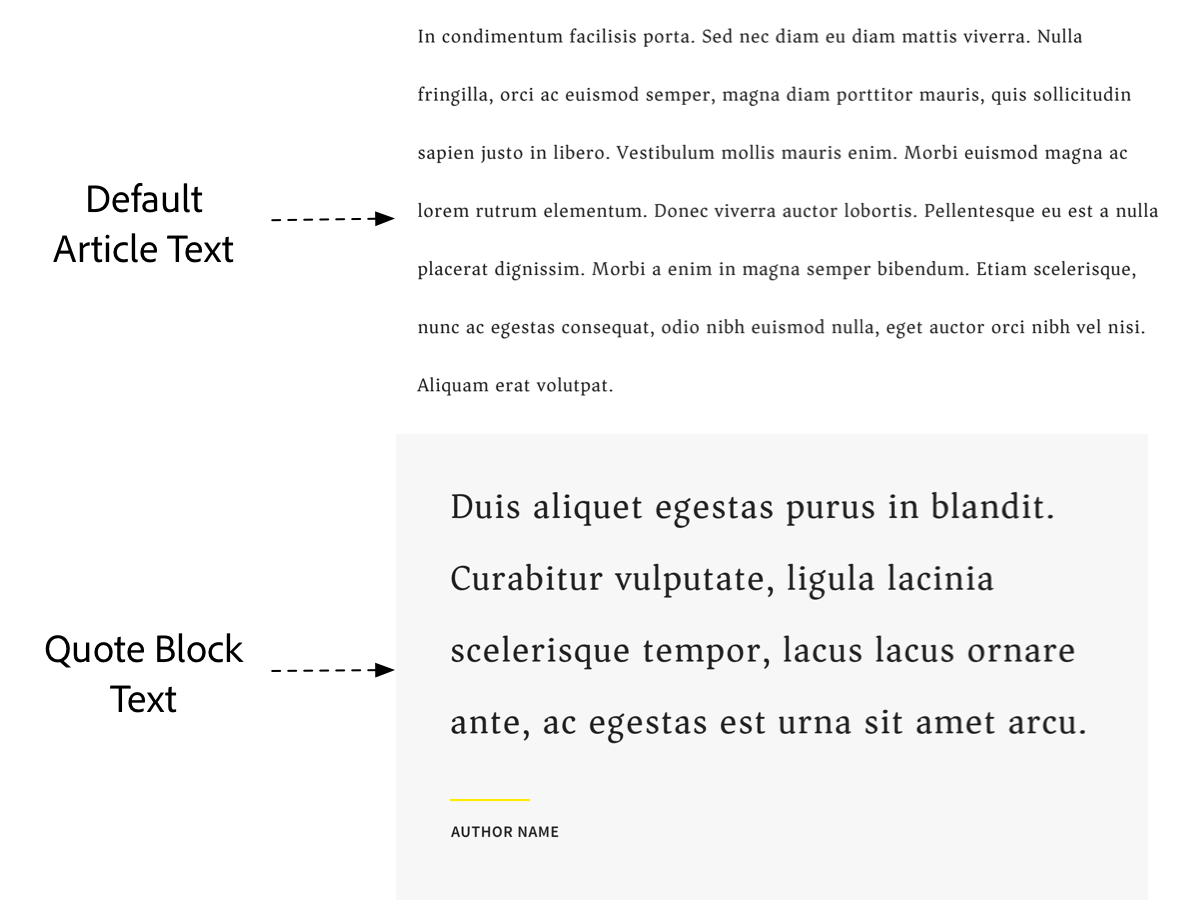 In condimentum facilisis porta. Sed nec diam eu diam mattis viverra. Nulla
fringilla, orci ac euismod semper, magna diam porttitor mauris, quis sollicitudin
sapien justo in libero. Vestibulum mollis mauris enim. Morbi euismod magna ac
lorem rutrum elementum. Donec viverra auctor lobortis. Pellentesque eu est a nulla
placerat dignissim. Morbi a enim in magna semper bibendum. Etiam scelerisque,
nunc ac egestas consequat, odio nibh euismod nulla, eget auctor orci nibh vel nisi.
Aliquam erat volutpat.
Default
Article Text
Duis aliquet egestas purus in blandit.
Curabitur vulputate, ligula lacinia
scelerisque tempor, lacus lacus ornare
ante, ac egestas est urna sit amet arcu.
AUTHOR NAME
Quote Block
Text